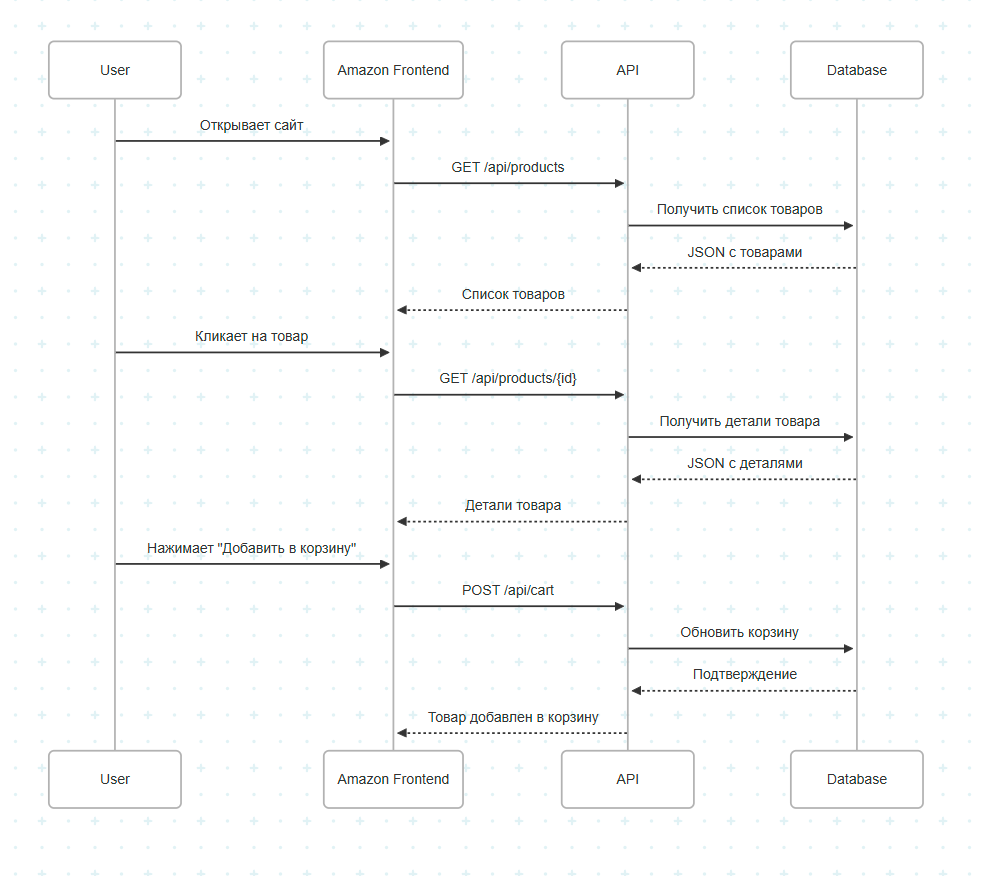 User
Amazon Frontend
API
Database
Открывает сайт
GET /api/products
Получить список товаров
JSON с товарами
Список товаров
Кликает на товар
GET /api/products/{id}
Получить детали товара
JSON с деталями
Детали товара
Нажимает "Добавить в корзину"
POST /api/cart
Обновить корзину
Подтверждение
Товар добавлен в корзину
User
Amazon Frontend
API
Database